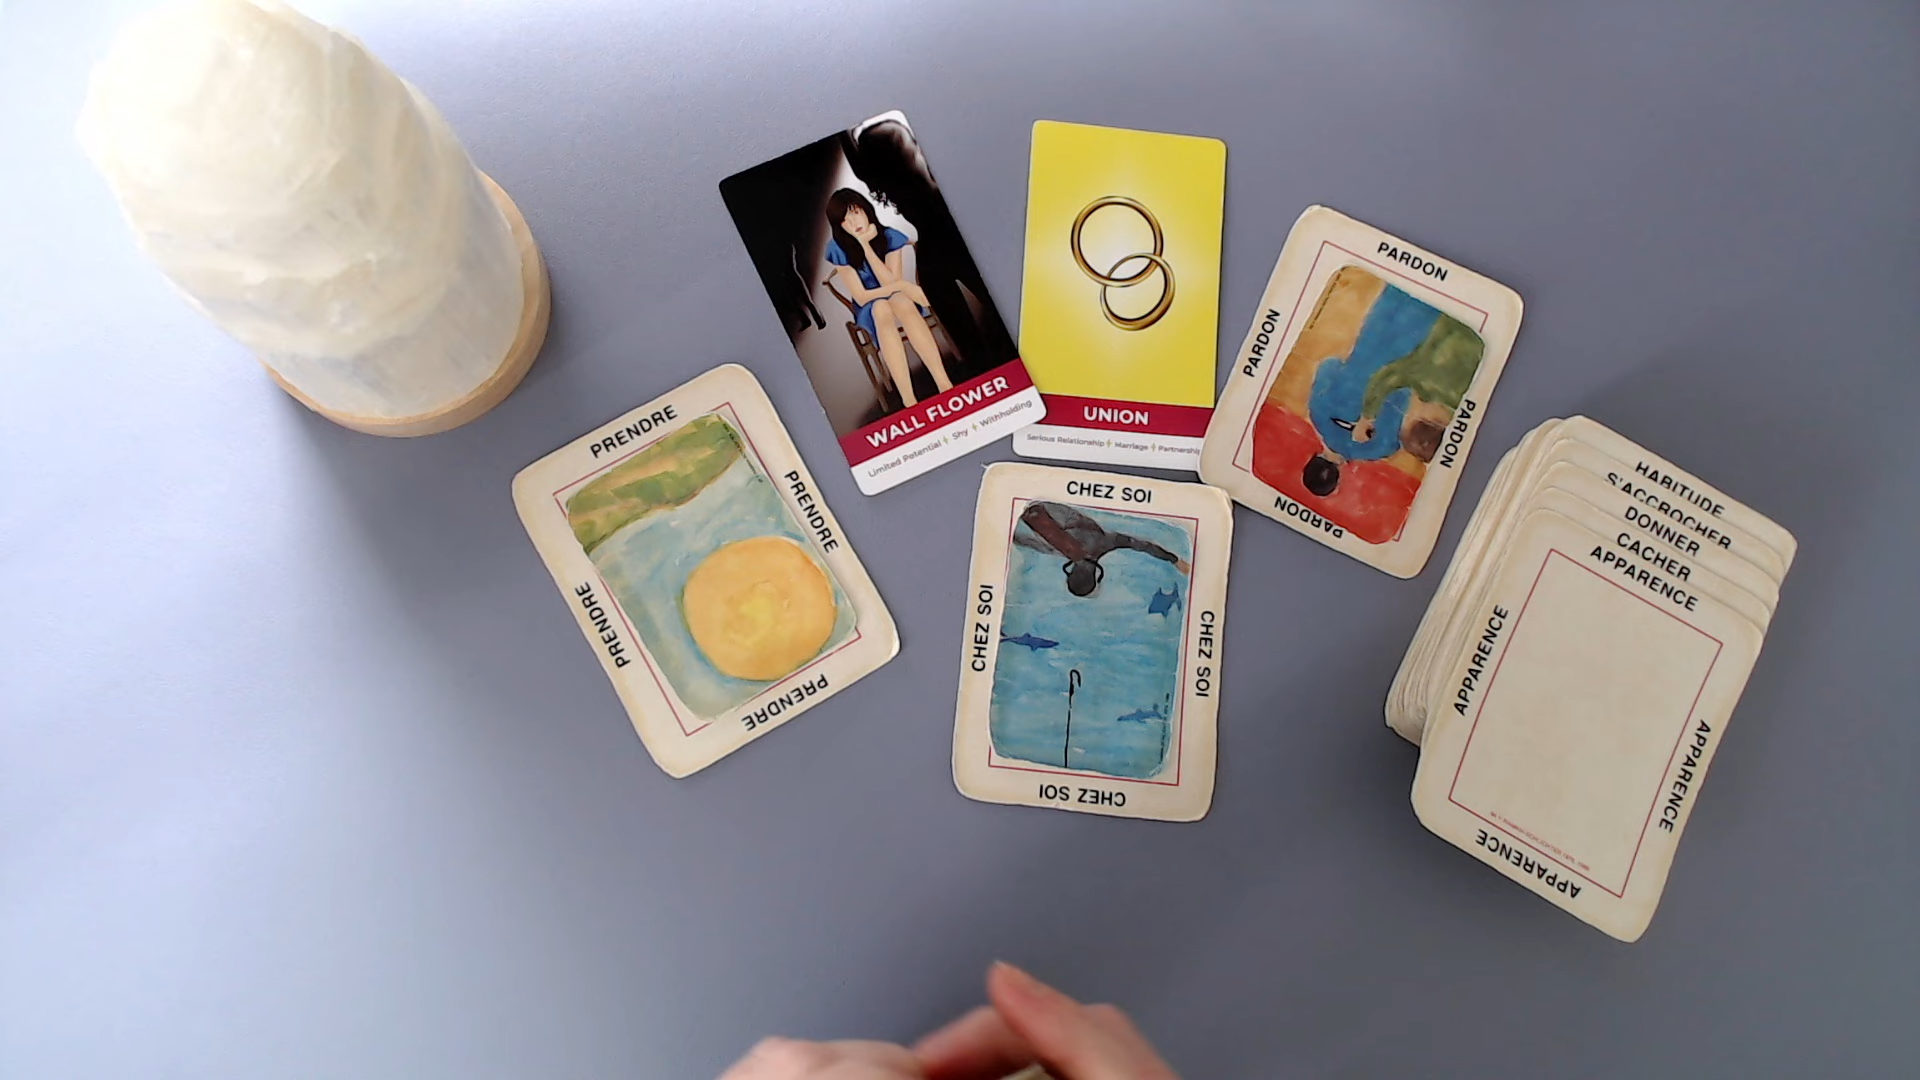 WALL FLOWER
Limited Potential Shy Withholding
UNION
Serious Relationship Marriage Partnership
PARDON
PARDON
PARDON
PARDON
PRENDRE
PRENDRE
PRENDRE
PRENDRE
CHEZ SOI
CHEZ SOI
CHEZ SOI
CHEZ SOI
HABITUDE
S'ACCROCHER
DONNER
CACHER
APPARENCE
APPARENCE
APPARENCE
APPARENCE